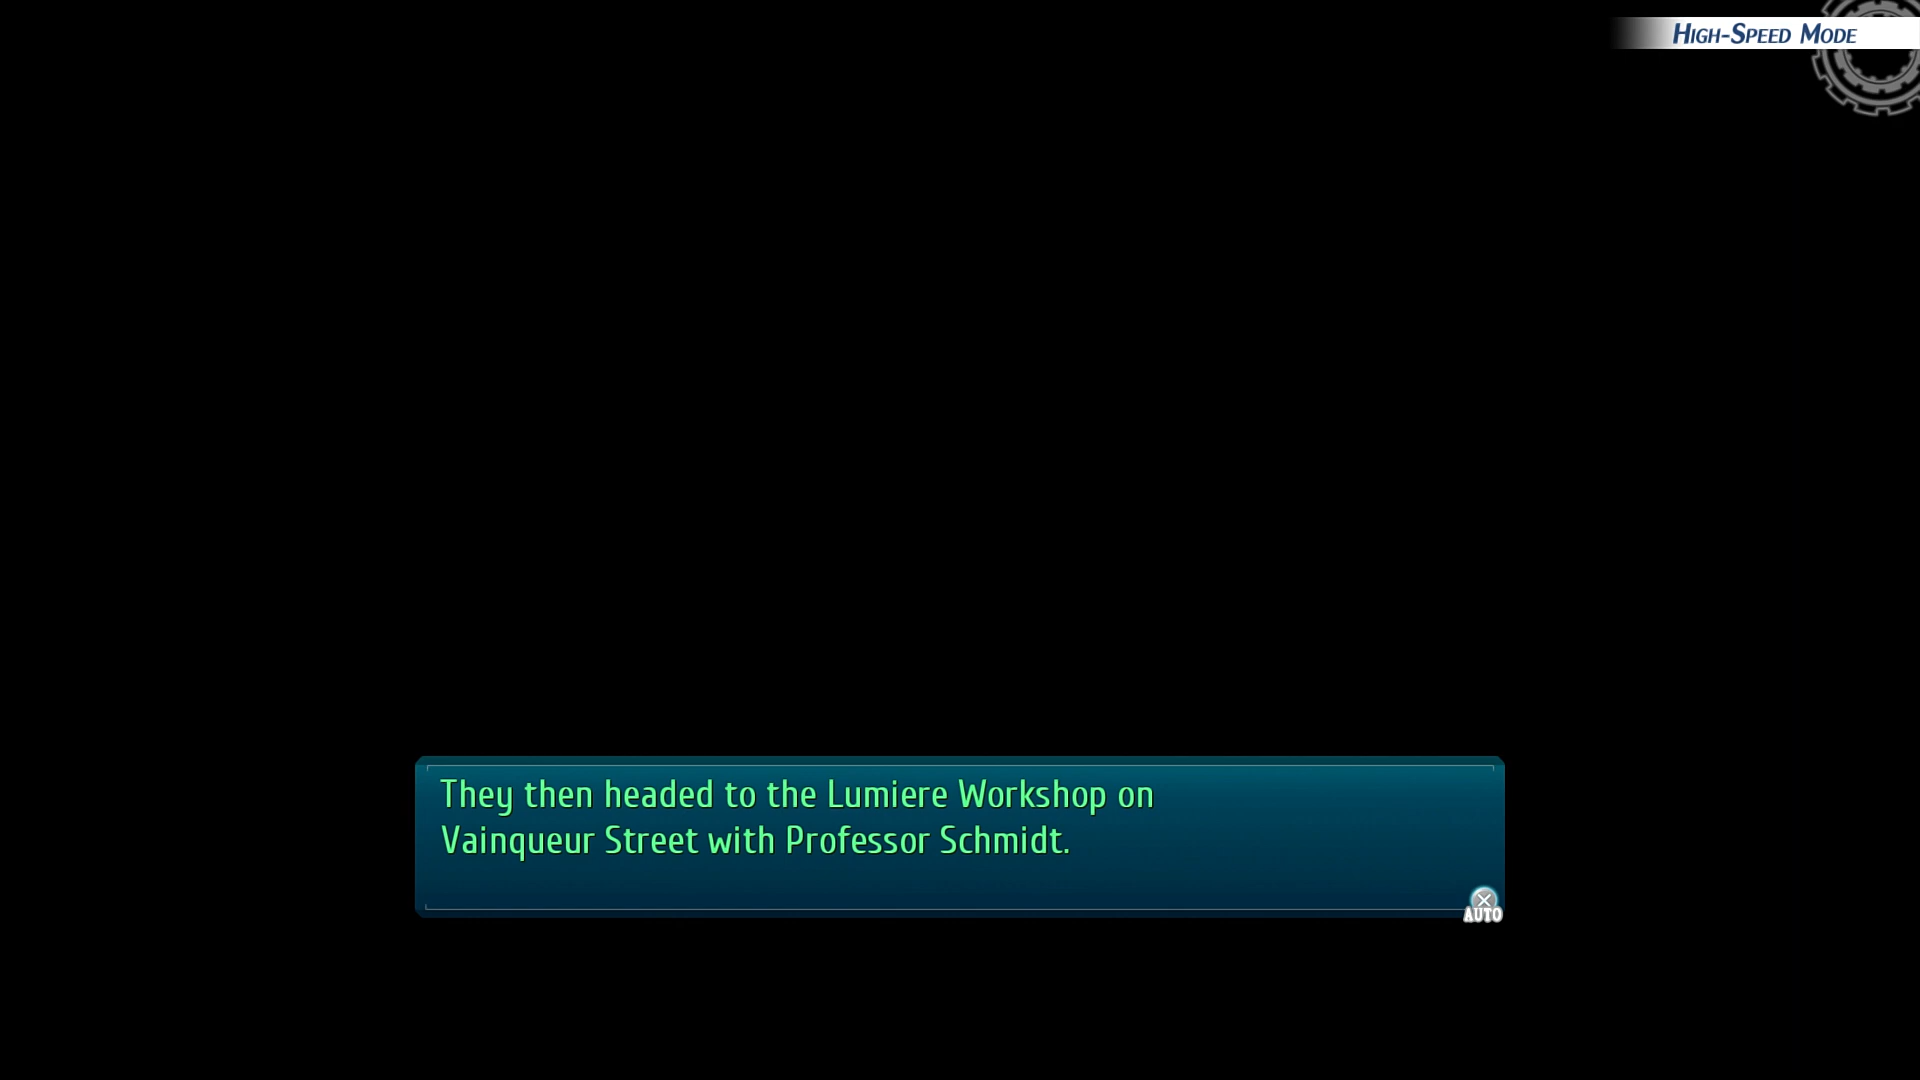 HIGH-SPEED MODE
They then headed to the Lumiere Workshop on
Vainqueur Street with Professor Schmidt.
AUTO